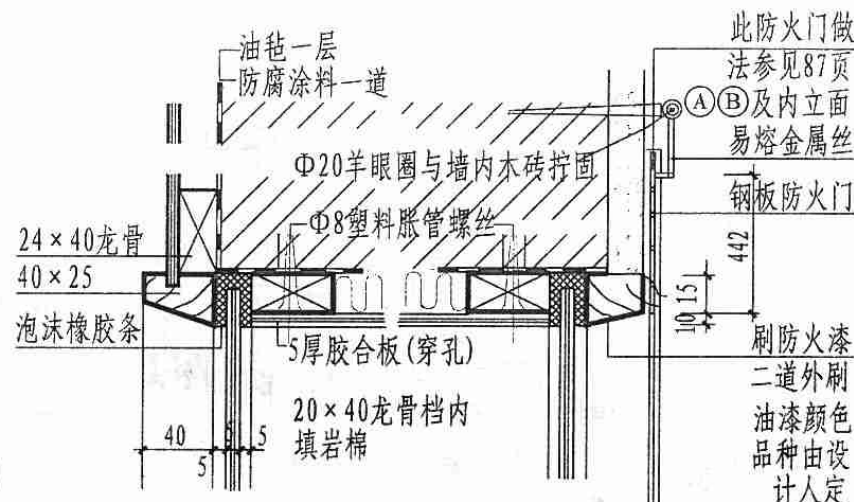 油毡一层
防腐涂料一道
Φ20羊眼圈与墙内木砖拧固
Φ8塑料胀管螺丝
24×40龙骨
40×25
泡沫橡胶条
5厚胶合板(穿孔)
20×40龙骨档内
填岩棉
40
5
5
此防火门做
法参见87页
Ⓐ Ⓑ及内立面
易熔金属丝
钢板防火门
442
15
10
刷防火漆
二道外刷
油漆颜色
品种由设
计人定